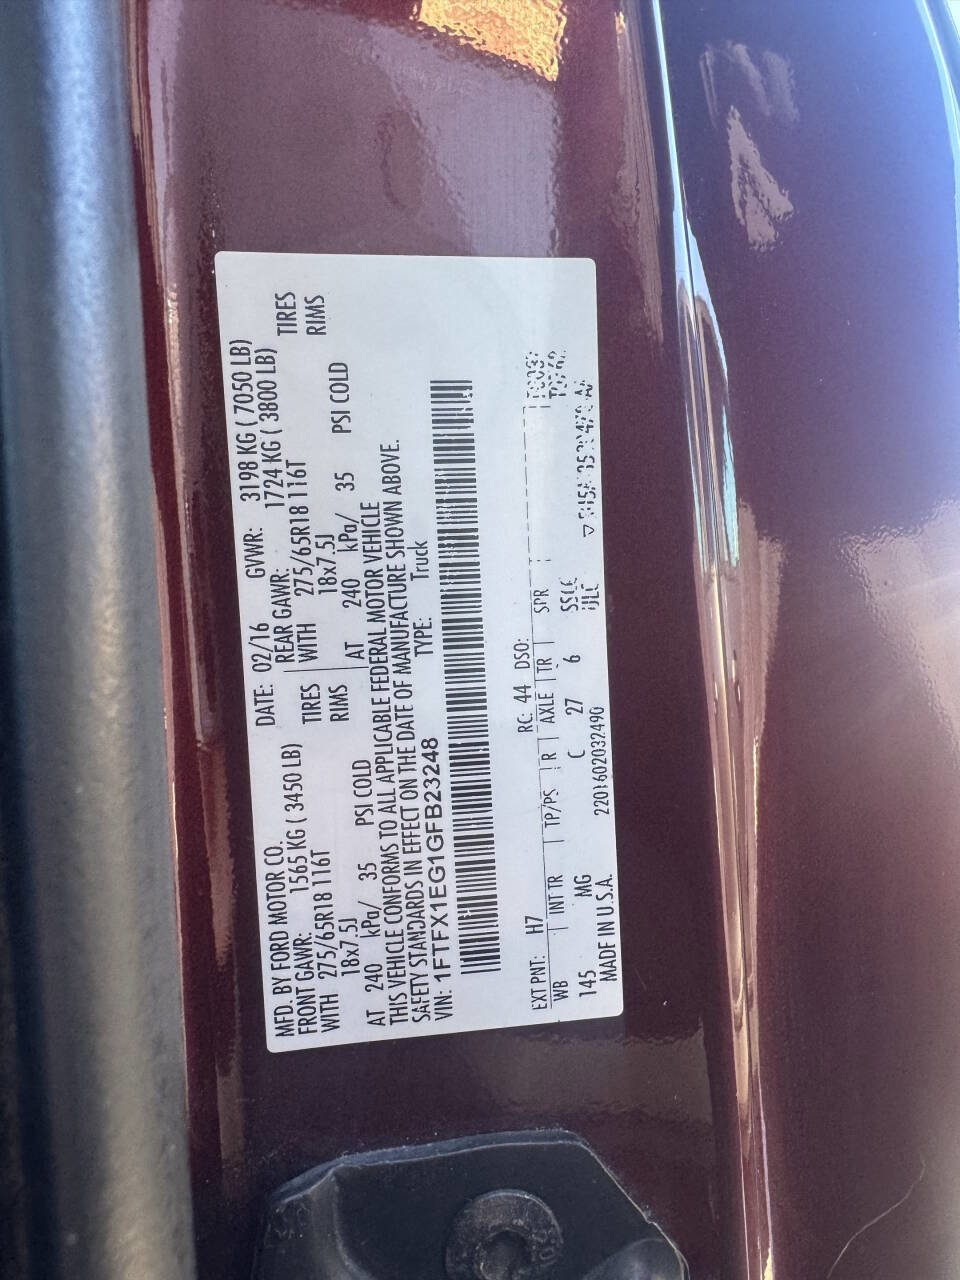 MFD. BY FORD MOTOR CO.
DATE: 02/16 GVWR: 3198 KG ( 7050 LB)
FRONT GAWR: 1565 KG ( 3450 LB) REAR GAWR: 1724 KG ( 3800 LB)
WITH 275/65R18 116T TIRES WITH 275/65R18 116T TIRES
18x7.5J RIMS 18x7.5J RIMS
AT 240 kPa/ 35 PSI COLD AT 240 kPa/ 35 PSI COLD
THIS VEHICLE CONFORMS TO ALL APPLICABLE FEDERAL MOTOR VEHICLE
SAFETY STANDARDS IN EFFECT ON THE DATE OF MANUFACTURE SHOWN ABOVE.
VIN: 1FTFX1EG1GFB23248 TYPE: Truck
EXT PNT: H7 RC: 44 DSO:
WB INT TR TP/PS R AXLE TR SPR
145 MG C 27 6
MADE IN U.S.A. 2201602032490